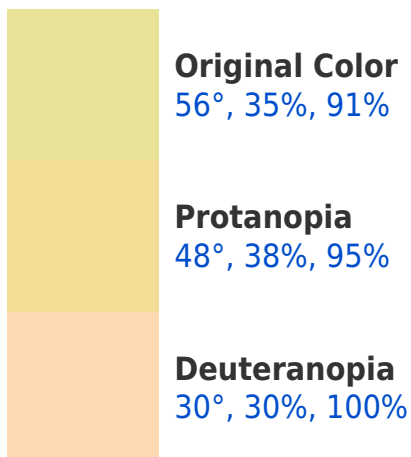 Original Color
56°, 35%, 91%
Protanopia
48°, 38%, 95%
Deuteranopia
30°, 30%, 100%